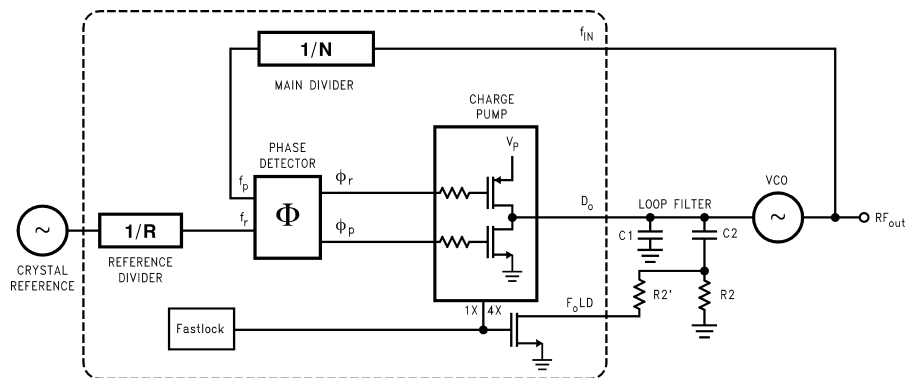 f_IN
1/N
MAIN DIVIDER
CHARGE
PUMP
V_P
PHASE
DETECTOR
f_p
f_r
Φ
ϕ_r
ϕ_p
D_o
LOOP FILTER
VCO
~
RF_out
C1
C2
~
1/R
CRYSTAL
REFERENCE
REFERENCE
DIVIDER
R2'
R2
1X
4X
F_oLD
Fastlock